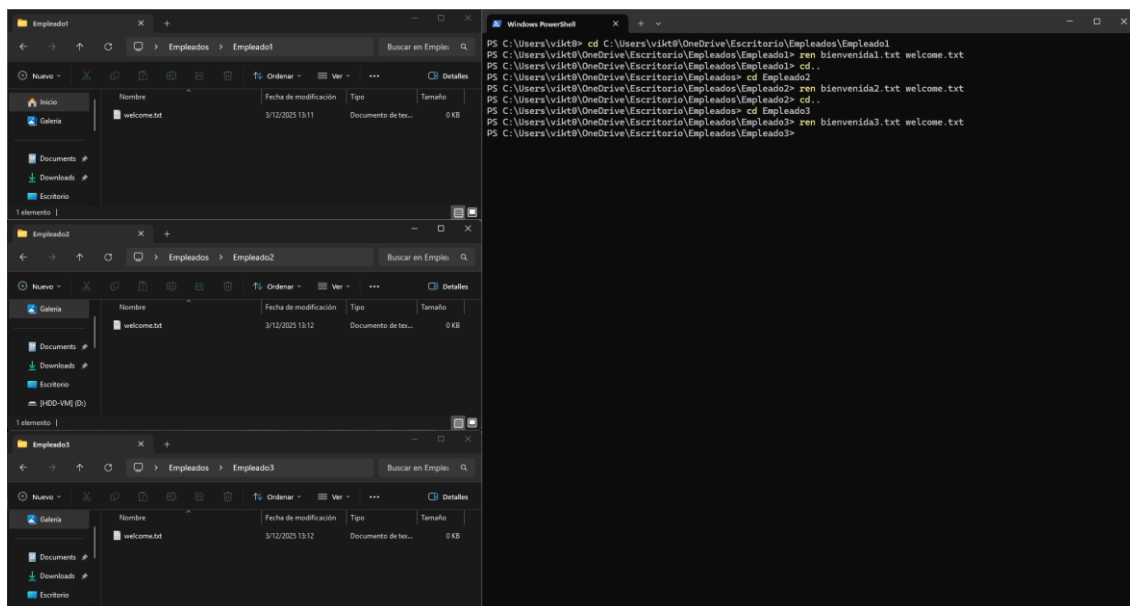 Empleado1
Empleados > Empleado1
Buscar en Emple
Nuevo
Ordenar
Ver
Detalles
Inicio
Galería
Documents
Downloads
Escritorio
Nombre
Fecha de modificación
Tipo
Tamaño
welcome.txt
3/12/2025 13:11
Documento de tex...
0 KB
1 elemento
Empleado2
Empleados > Empleado2
Buscar en Emple
Nuevo
Ordenar
Ver
Detalles
Galería
Documents
Downloads
Escritorio
[HDD-VM] (D:)
Nombre
Fecha de modificación
Tipo
Tamaño
welcome.txt
3/12/2025 13:12
Documento de tex...
0 KB
1 elemento
Empleado3
Empleados > Empleado3
Buscar en Emple
Nuevo
Ordenar
Ver
Detalles
Galería
Documents
Downloads
Escritorio
Nombre
Fecha de modificación
Tipo
Tamaño
welcome.txt
3/12/2025 13:12
Documento de tex...
0 KB
Windows PowerShell
PS C:\Users\vikt0> cd C:\Users\vikt0\OneDrive\Escritorio\Empleados\Empleado1
PS C:\Users\vikt0\OneDrive\Escritorio\Empleados\Empleado1> ren bienvenida1.txt welcome.txt
PS C:\Users\vikt0\OneDrive\Escritorio\Empleados\Empleado1> cd..
PS C:\Users\vikt0\OneDrive\Escritorio\Empleados> cd Empleado2
PS C:\Users\vikt0\OneDrive\Escritorio\Empleados\Empleado2> ren bienvenida2.txt welcome.txt
PS C:\Users\vikt0\OneDrive\Escritorio\Empleados\Empleado2> cd..
PS C:\Users\vikt0\OneDrive\Escritorio\Empleados> cd Empleado3
PS C:\Users\vikt0\OneDrive\Escritorio\Empleados\Empleado3> ren bienvenida3.txt welcome.txt
PS C:\Users\vikt0\OneDrive\Escritorio\Empleados\Empleado3>